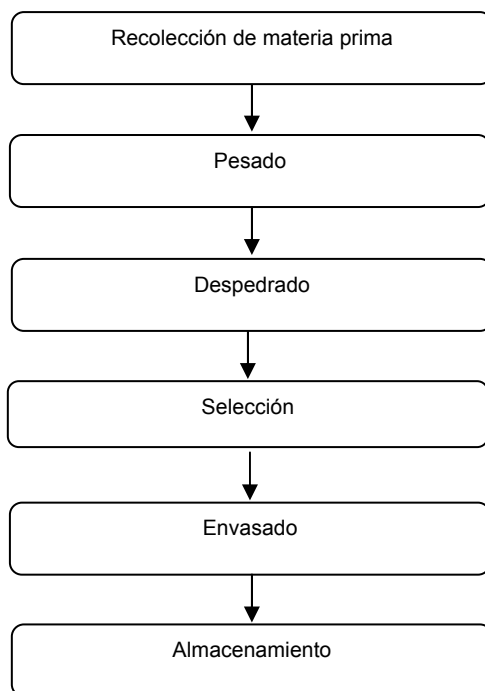 Recolección de materia prima
Pesado
Despedrado
Selección
Envasado
Almacenamiento